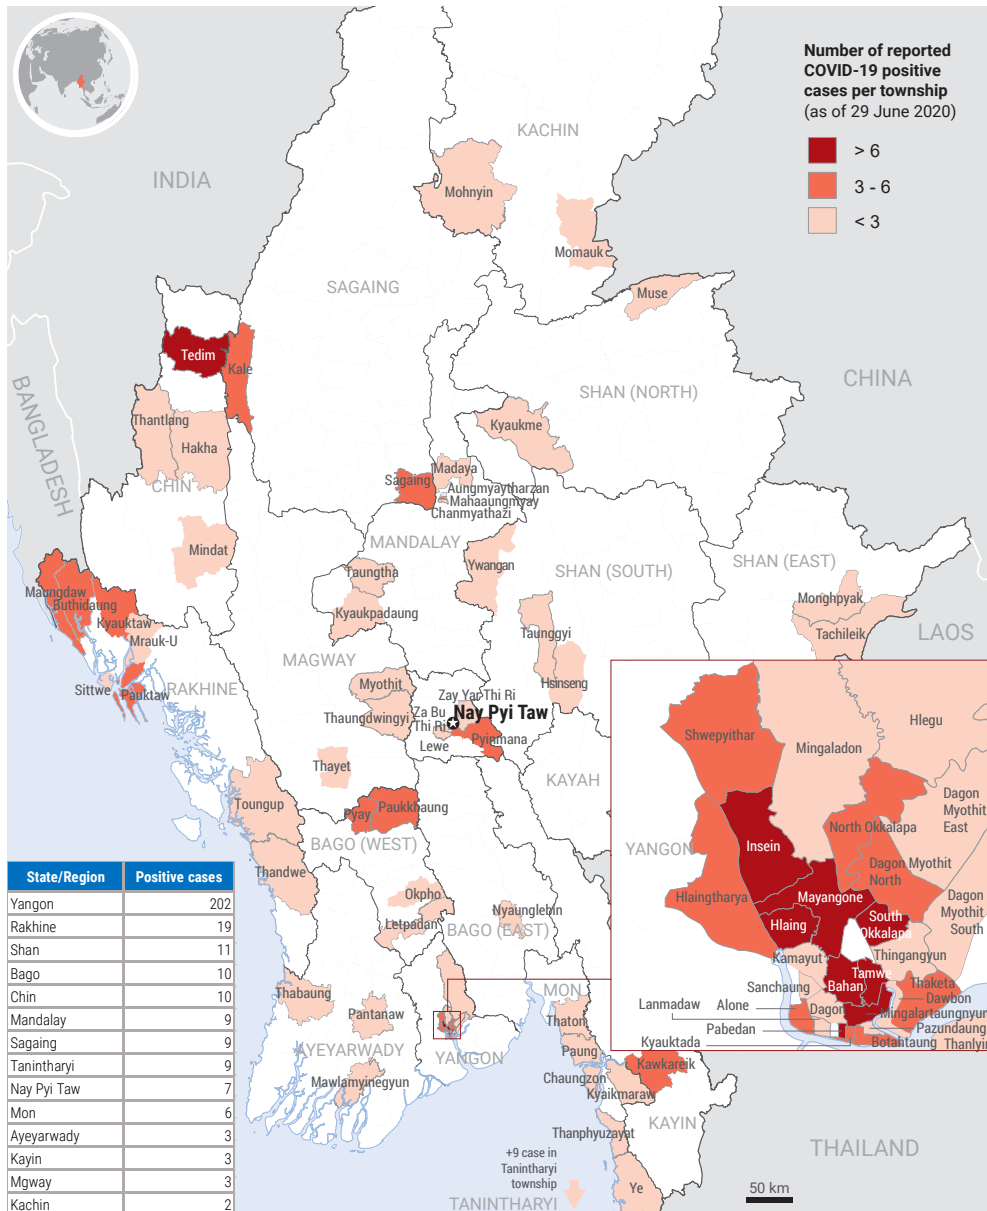 Number of reported
COVID-19 positive
cases per township
(as of 29 June 2020)
> 6
3 - 6
< 3
KACHIN
INDIA
Mohnyin
Momauk
SAGAING
Muse
Tedim
Kale
CHINA
SHAN (NORTH)
BANGLADESH
Thantlang
Hakha
Kyaukme
CHIN
Sagaing
Madaya
Aungmyaytharzan
Mahaaungmyay
Chanmyathazi
MANDALAY
Mindat
Taungtha
Ywangan
SHAN (SOUTH)
SHAN (EAST)
Maungdaw
Buthidaung
Kyauktaw
Mrauk-U
Kyaukpadaung
Monghpyak
Tachileik
LAOS
Taunggyi
MAGWAY
Sittwe
Pauktaw
RAKHINE
Myothit
Hsinseng
Zay Yar Thi Ri
Za Bu
Thi Ri
Nay Pyi Taw
Thaungdwingyi
Lewe
Pyinmana
Thayet
KAYAH
Toungup
Pyay
Paukkhaung
BAGO (WEST)
Thandwe
Okpho
Letpadan
Nyaunglebin
BAGO (EAST)
Shwepyithar
Hlegu
Mingaladon
Dagon
Myothit
East
North Okkalapa
YANGON
Insein
Dagon Myothit
North
Hlaingtharya
Mayangone
Dagon
Myothit
South
South
Okkalapa
Hlaing
Kamayut
Thingangyun
Tamwe
Sanchaung
Bahan
Thaketa
Dawbon
Lanmadaw
Alone
Dagon
Mingalartaungnyun
Pabedan
Pazundaung
Kyauktada
Botahtaung
Thanlyin
MON
Thabaung
Pantanaw
Thaton
AYEYARWADY
YANGON
Paung
Mawlamyinegyun
Chaungzon
Kawkareik
Kyaikmaraw
KAYIN
Thanphyuzayat
THAILAND
+9 case in
Tanintharyi
township
Ye
TANINTHARYI
50 km
State/Region Positive cases
Yangon 202
Rakhine 19
Shan 11
Bago 10
Chin 10
Mandalay 9
Sagaing 9
Tanintharyi 9
Nay Pyi Taw 7
Mon 6
Ayeyarwady 3
Kayin 3
Mgway 3
Kachin 2